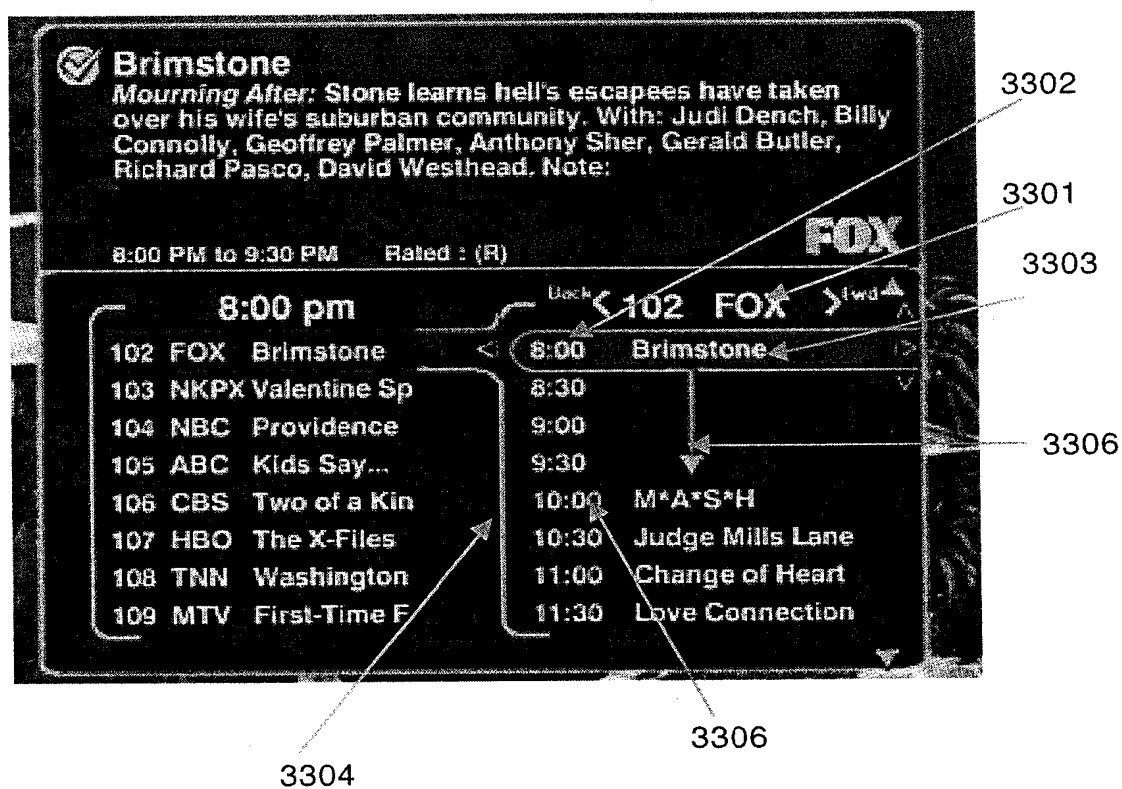 Brimstone
Mourning After: Stone learns hell's escapees have taken
over his wife's suburban community. With: Judi Dench, Billy
Connolly, Geoffrey Palmer, Anthony Sher, Gerald Butler,
Richard Pasco, David Westhead. Note:
8:00 PM to 9:30 PM Rated : (R)
FOX
8:00 pm
Back < 102 FOX > fwd
102 FOX Brimstone < 8:00 Brimstone
103 NKPX Valentine Sp 8:30
104 NBC Providence 9:00
105 ABC Kids Say... 9:30
106 CBS Two of a Kin 10:00 M*A*S*H
107 HBO The X-Files 10:30 Judge Mills Lane
108 TNN Washington 11:00 Change of Heart
109 MTV First-Time F 11:30 Love Connection
3302
3301
3303
3306
3306
3304